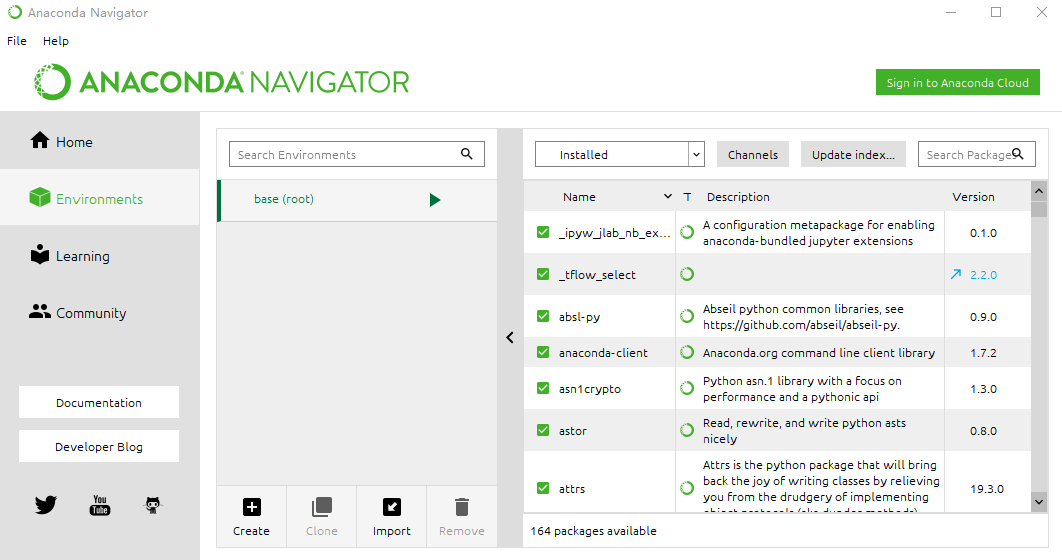 Anaconda Navigator
File Help
ANACONDA NAVIGATOR
Sign in to Anaconda Cloud
Home
Environments
Learning
Community
Documentation
Developer Blog
You Tube
Search Environments
base (root)
Create Clone Import Remove
Installed Channels Update index... Search Packages
Name T Description Version
_ipyw_jlab_nb_ex... A configuration metapackage for enabling
anaconda-bundled jupyter extensions 0.1.0
_tflow_select 2.2.0
absl-py Abseil python common libraries, see
https://github.com/abseil/abseil-py. 0.9.0
anaconda-client Anaconda.org command line client library 1.7.2
asn1crypto Python asn.1 library with a focus on
performance and a pythonic api 1.3.0
astor Read, rewrite, and write python asts
nicely 0.8.0
attrs Attrs is the python package that will bring
back the joy of writing classes by relieving
you from the drudgery of implementing 19.3.0
object protocols (aka dunder methods).
164 packages available